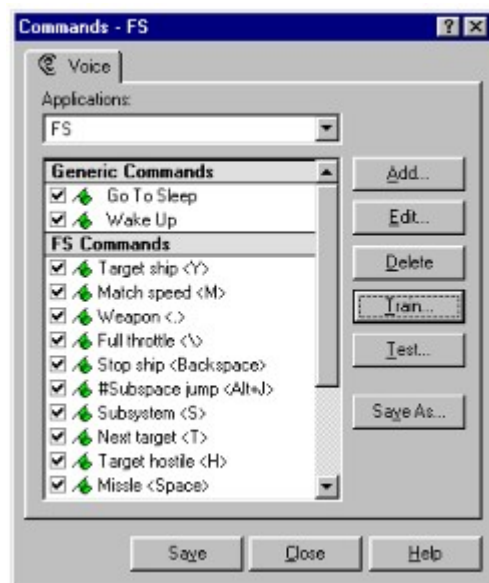 Commands - FS
Voice
Applications:
FS
Generic Commands
Go To Sleep
Wake Up
FS Commands
Target ship <Y>
Match speed <M>
Weapon <.>
Full throttle <\>
Stop ship <Backspace>
#Subspace jump <Alt+J>
Subsystem <S>
Next target <T>
Target hostile <H>
Missle <Space>
Add...
Edit...
Delete
Train...
Test...
Save As...
Save
Close
Help